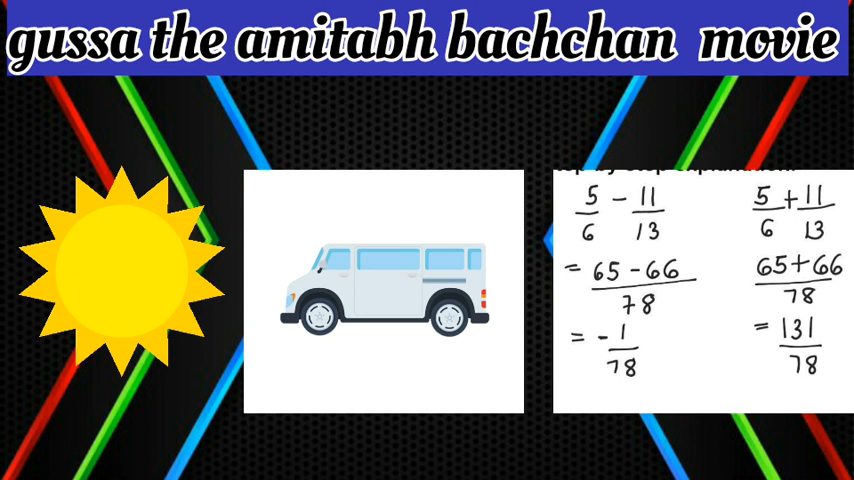 gussa the amitabh bachchan movie
5/6 - 11/13
= 65-66/78
= -1/78
5/6 + 11/13
65+66/78
= 131/78